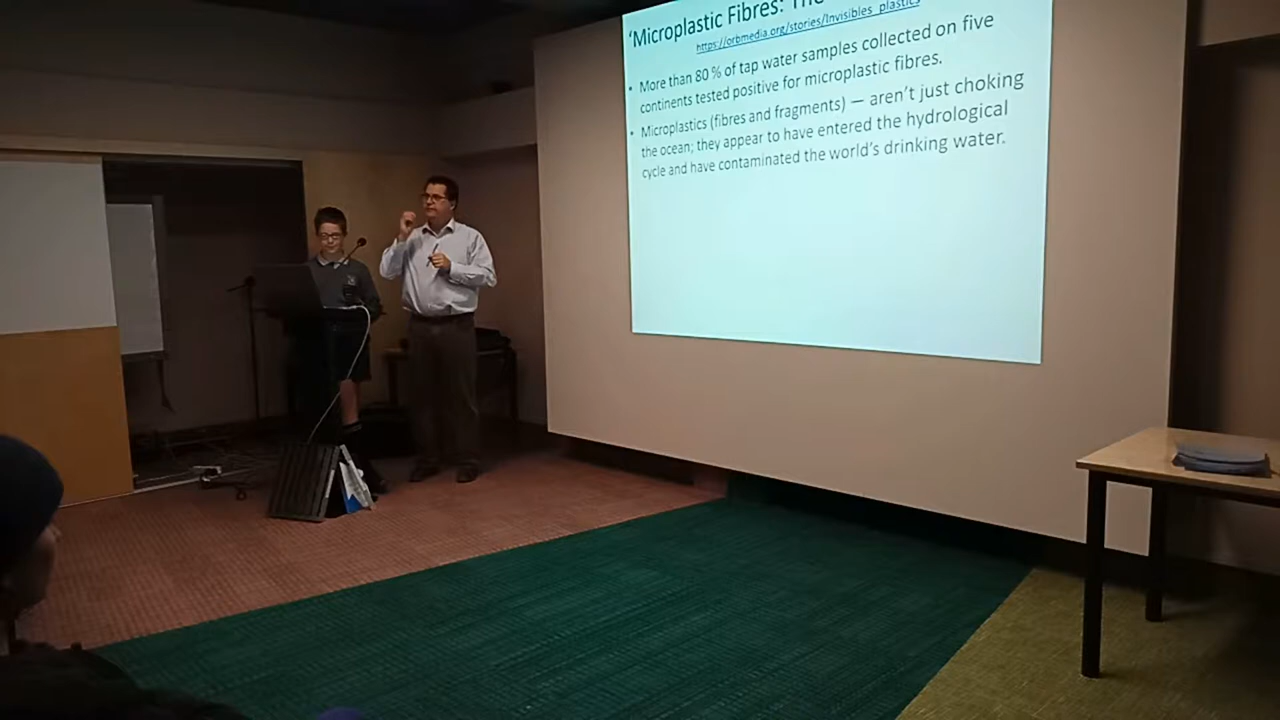 'Microplastic Fibres: The
https://orbmedia.org/stories/Invisibles_plastics
• More than 80 % of tap water samples collected on five
continents tested positive for microplastic fibres.
• Microplastics (fibres and fragments) — aren't just choking
the ocean; they appear to have entered the hydrological
cycle and have contaminated the world's drinking water.